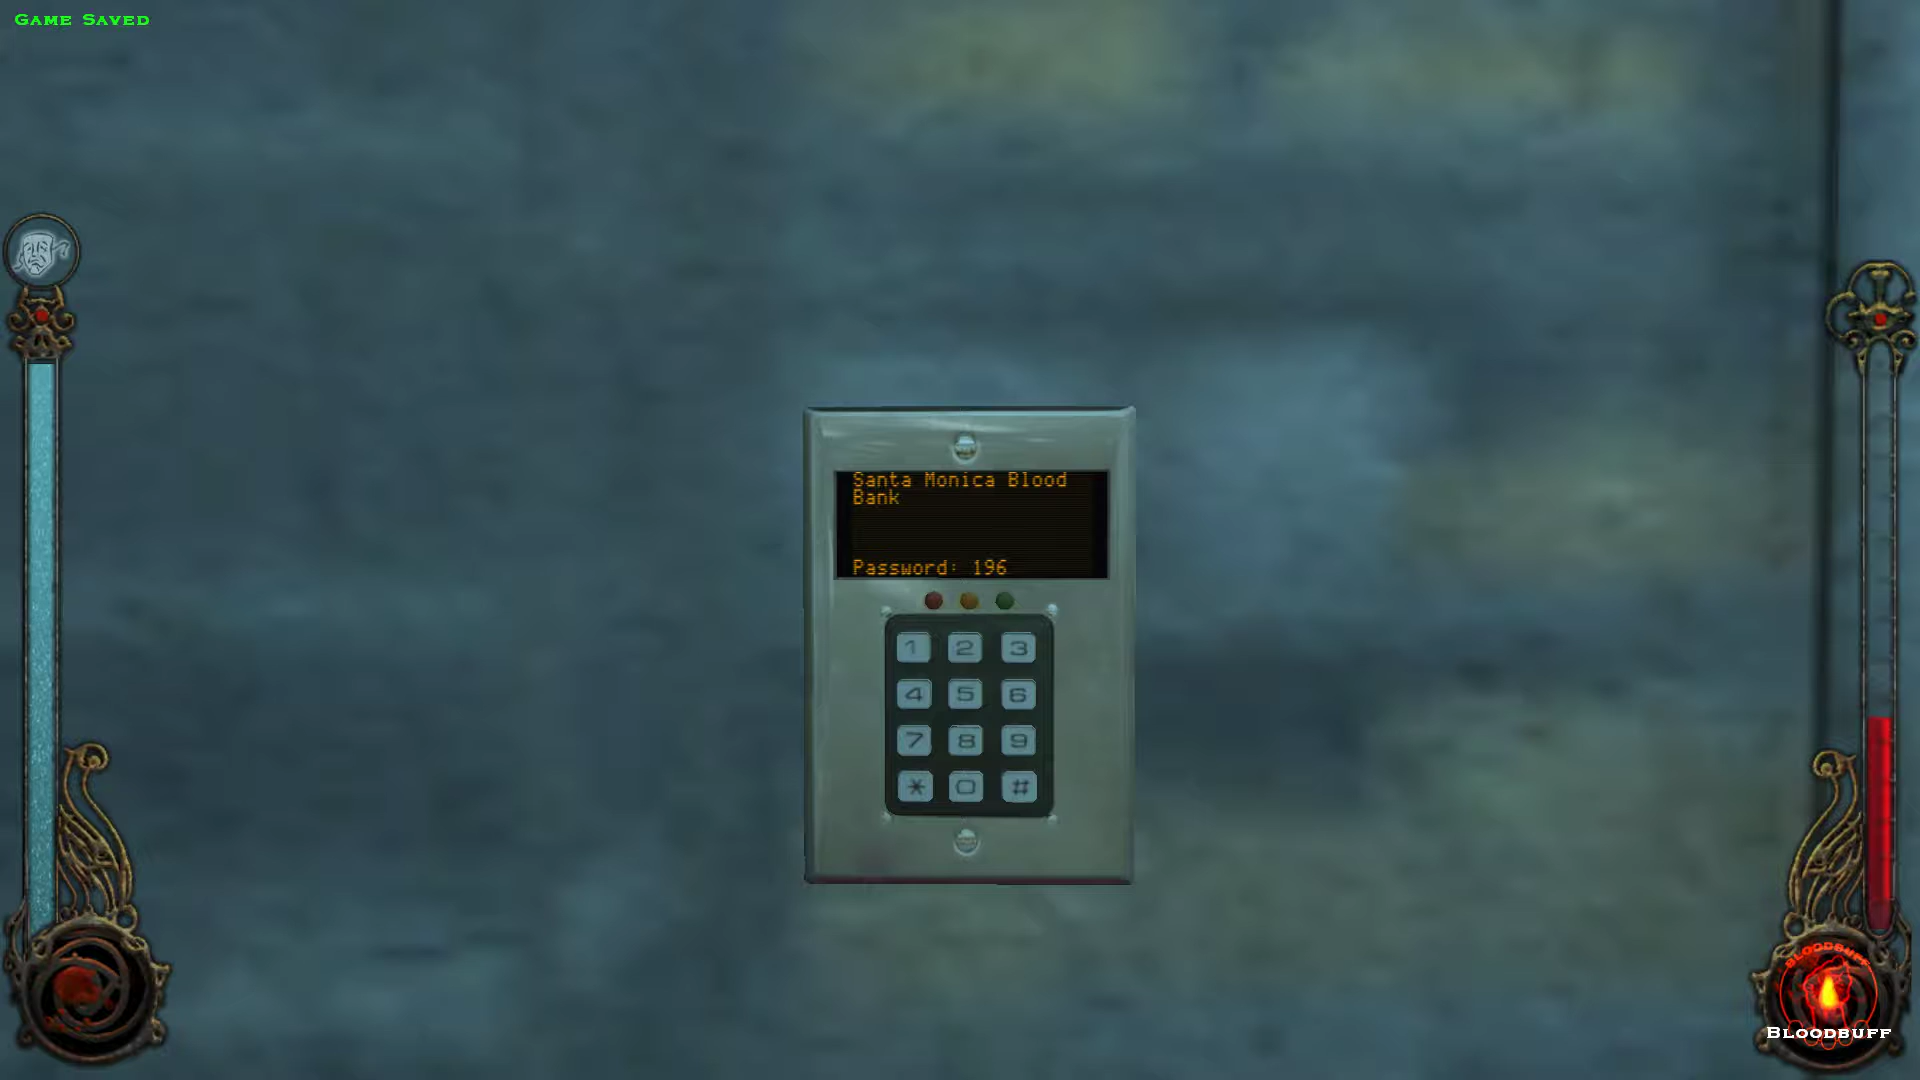 Game Saved
Santa Monica Blood
Bank
Password: 196
1 2 3
4 5 6
7 8 9
* 0 #
BLOODBUFF
Bloodbuff